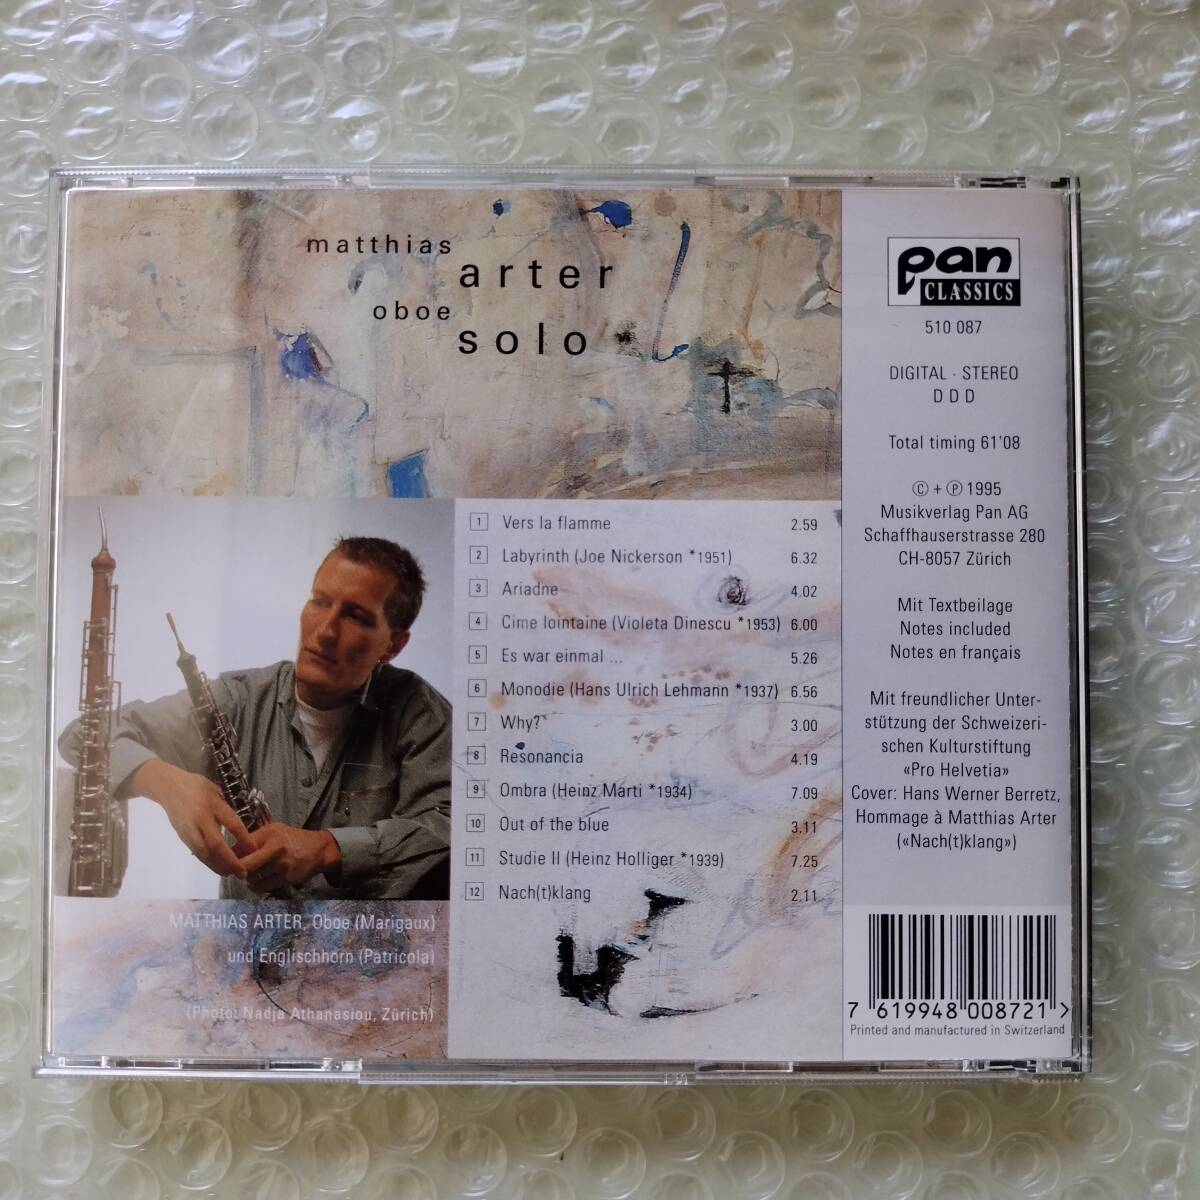 matthias
arter
oboe
solo
1 Vers la flamme 2.59
2 Labyrinth (Joe Nickerson *1951) 6.32
3 Ariadne 4.02
4 Cime lointaine (Violeta Dinescu *1953) 6.00
5 Es war einmal ... 5.26
6 Monodie (Hans Ulrich Lehmann *1937) 6.56
7 Why? 3.00
8 Resonancia 4.19
9 Ombra (Heinz Marti *1934) 7.09
10 Out of the blue 3.11
11 Studie II (Heinz Holliger *1939) 7.25
12 Nach(t)klang 2.11
MATTHIAS ARTER, Oboe (Marigaux)
und Englischhorn (Patricola)
(Photo: Nadja Athanasiou, Zürich)
pan
CLASSICS
510 087
DIGITAL · STEREO
D D D
Total timing 61'08
© + ℗ 1995
Musikverlag Pan AG
Schaffhauserstrasse 280
CH-8057 Zürich
Mit Textbeilage
Notes included
Notes en français
Mit freundlicher Unter-
stützung der Schweizeri-
schen Kulturstiftung
«Pro Helvetia»
Cover: Hans Werner Berretz,
Hommage à Matthias Arter
(«Nach(t)klang»)
7 619948 008721 >
Printed and manufactured in Switzerland